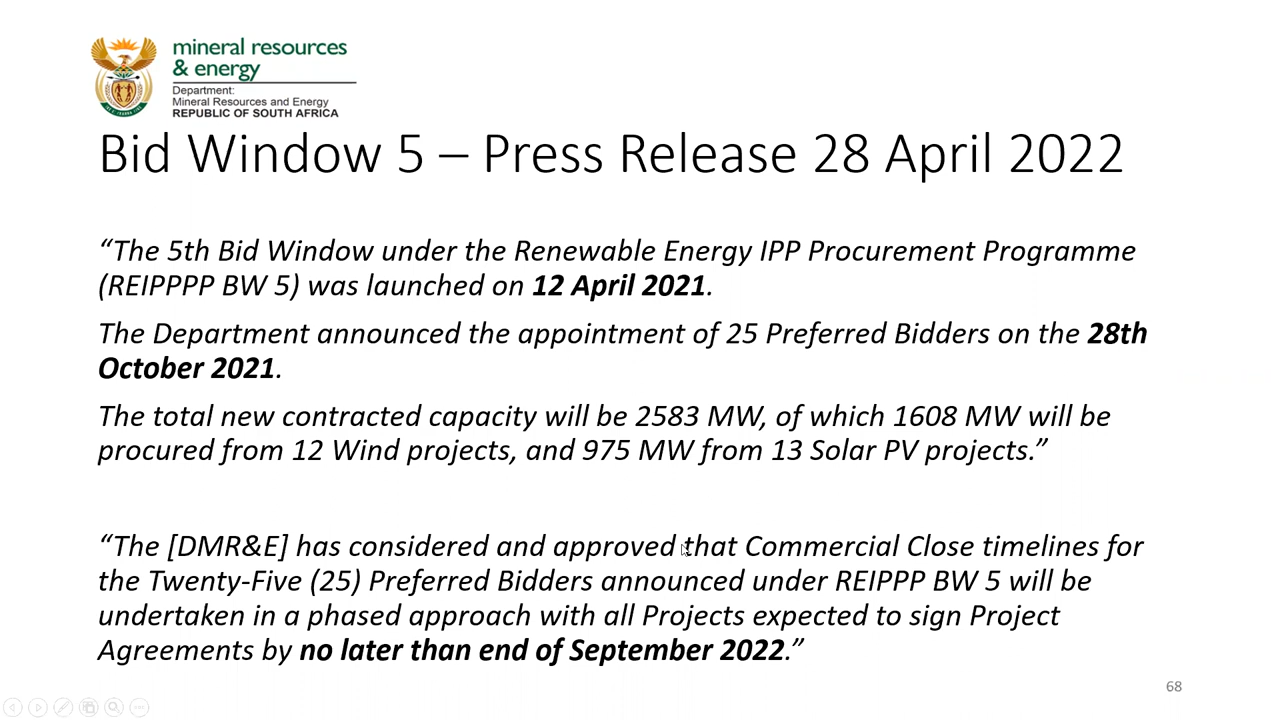 mineral resources
& energy
Department:
Mineral Resources and Energy
REPUBLIC OF SOUTH AFRICA
Bid Window 5 – Press Release 28 April 2022
“The 5th Bid Window under the Renewable Energy IPP Procurement Programme
(REIPPPP BW 5) was launched on 12 April 2021.
The Department announced the appointment of 25 Preferred Bidders on the 28th
October 2021.
The total new contracted capacity will be 2583 MW, of which 1608 MW will be
procured from 12 Wind projects, and 975 MW from 13 Solar PV projects.”
“The [DMR&E] has considered and approved that Commercial Close timelines for
the Twenty-Five (25) Preferred Bidders announced under REIPPP BW 5 will be
undertaken in a phased approach with all Projects expected to sign Project
Agreements by no later than end of September 2022.”
68